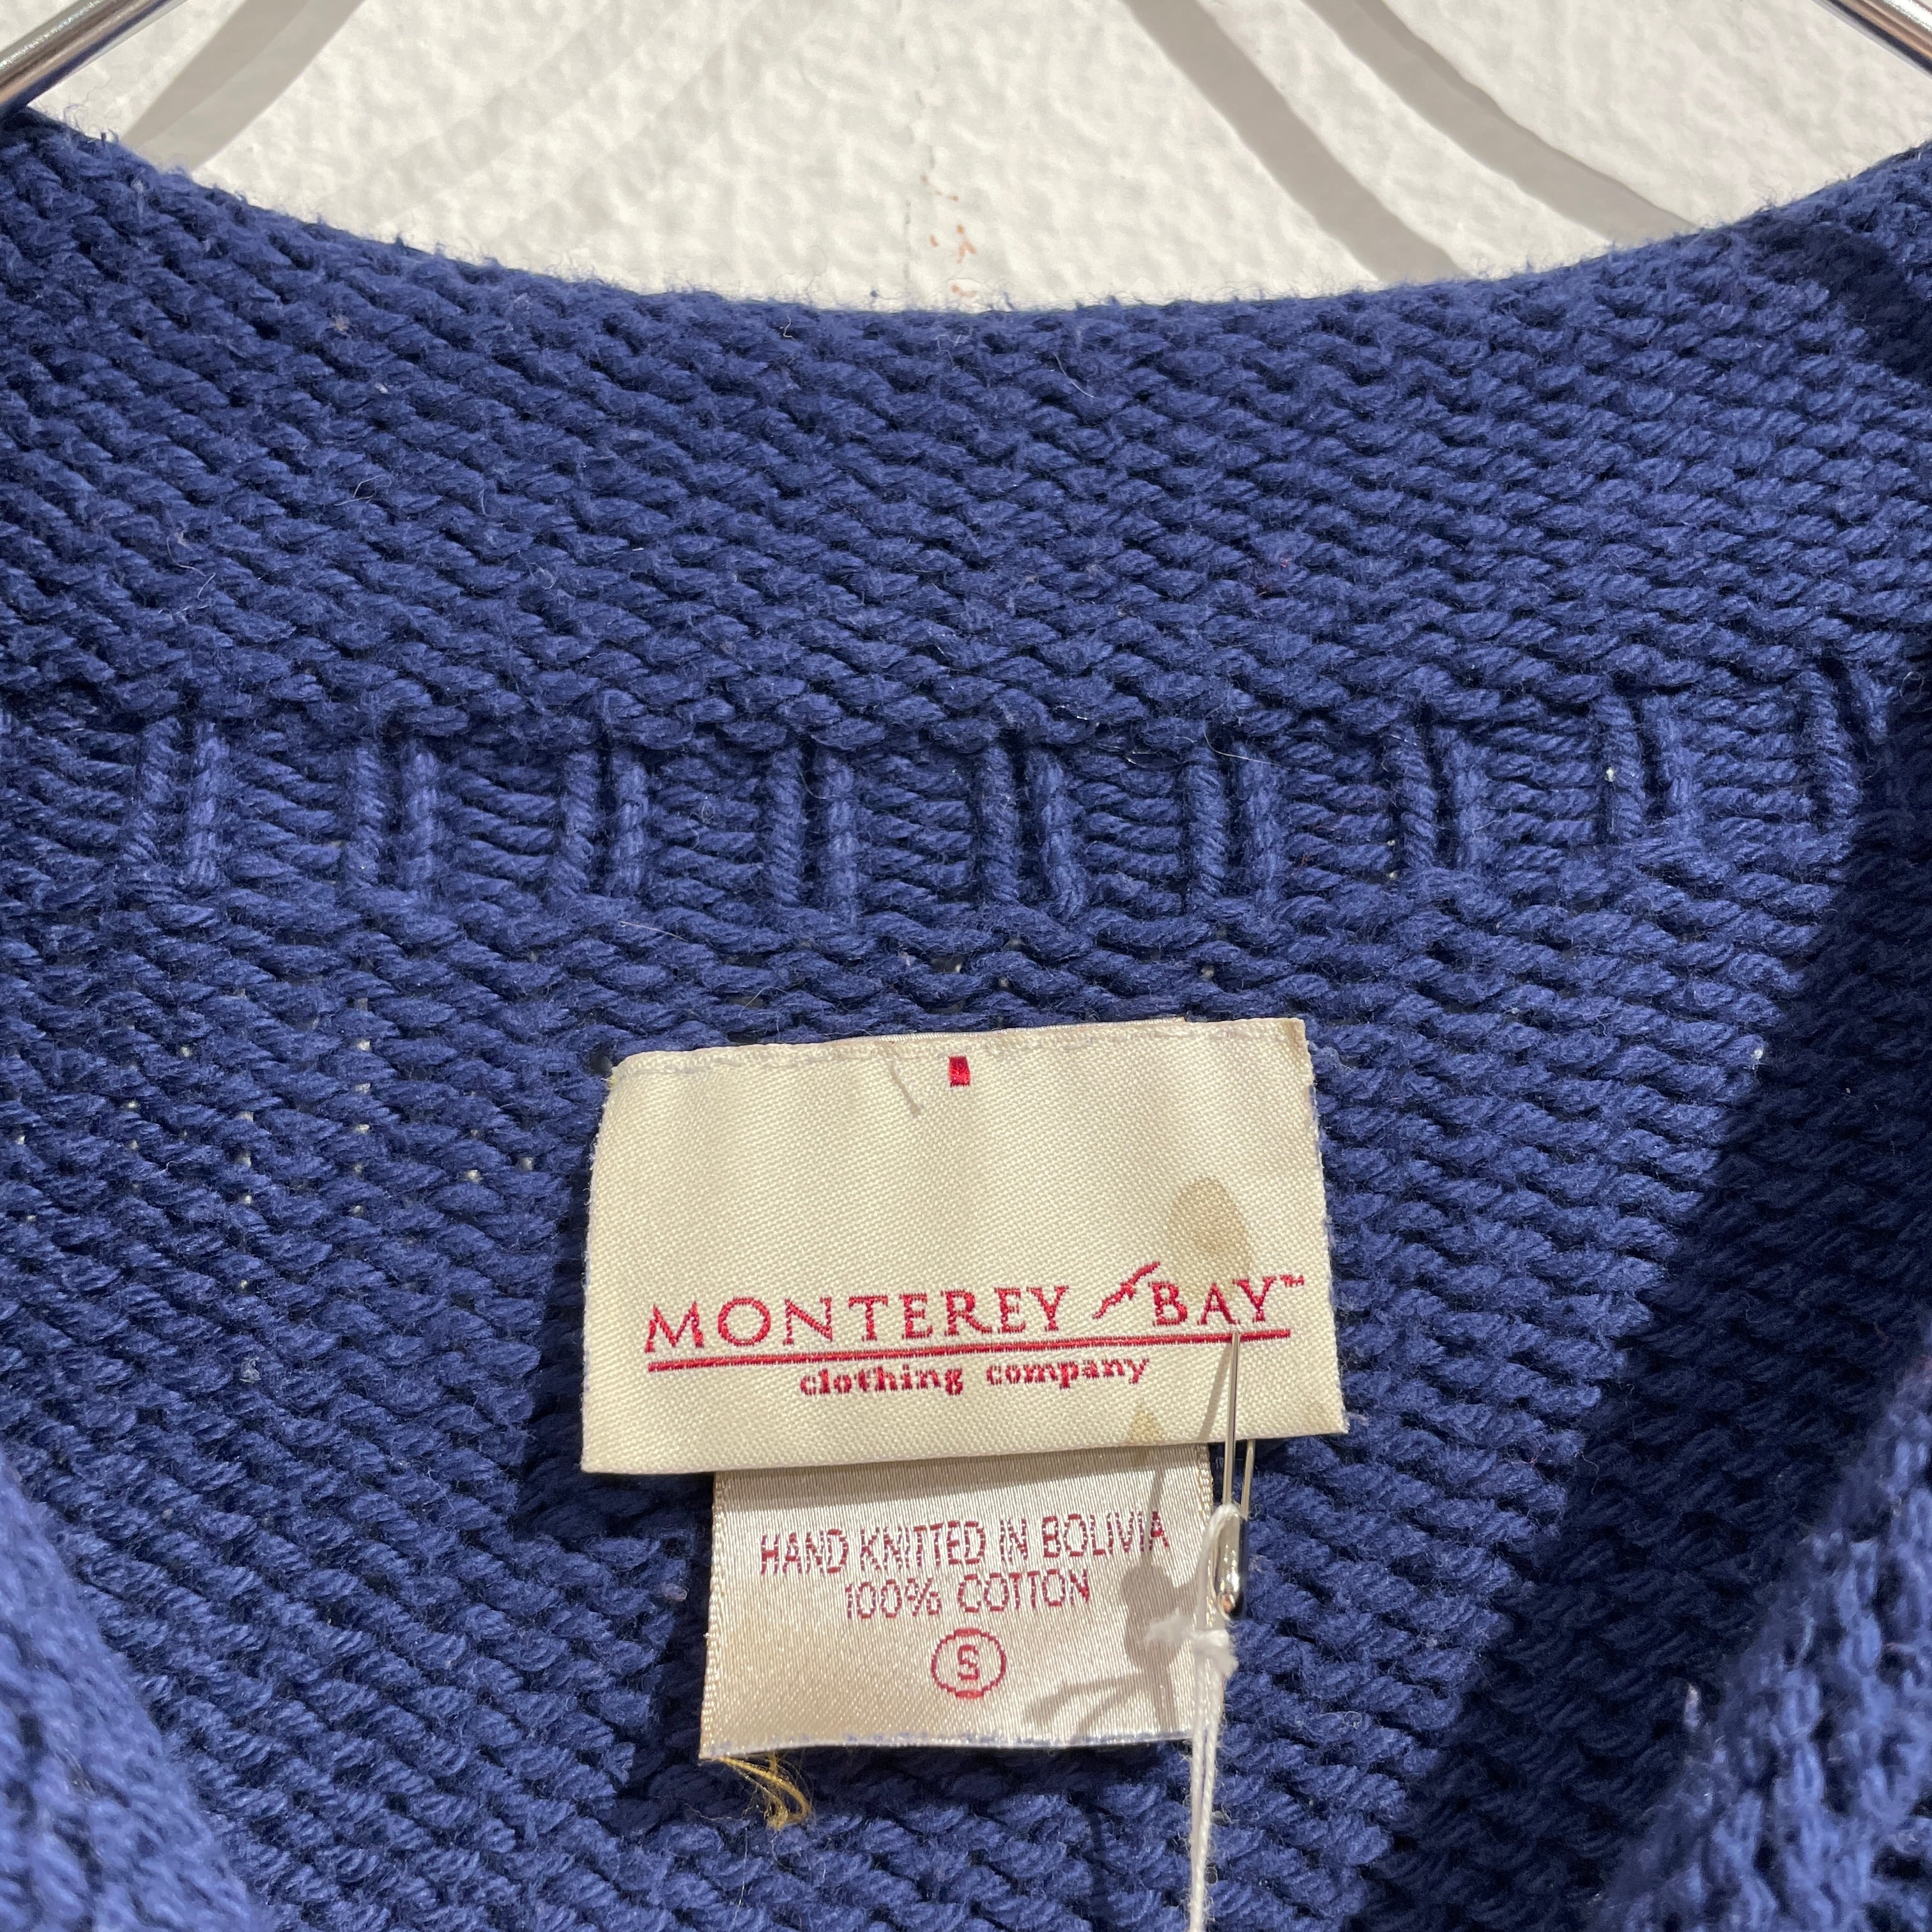 MONTEREY BAY™
clothing company
HAND KNITTED IN BOLIVIA
100% COTTON
S